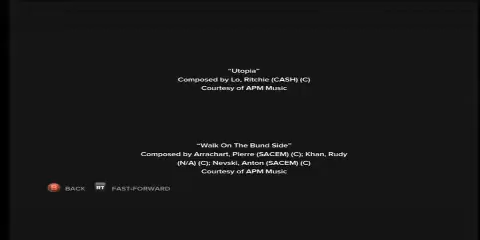 “Utopia”
Composed by Lo, Ritchie (CASH) (C)
Courtesy of APM Music
“Walk On The Bund Side”
Composed by Arrachart, Pierre (SACEM) (C); Khan, Rudy
(N/A) (C); Nevski, Anton (SACEM) (C)
Courtesy of APM Music
B BACK RT FAST-FORWARD